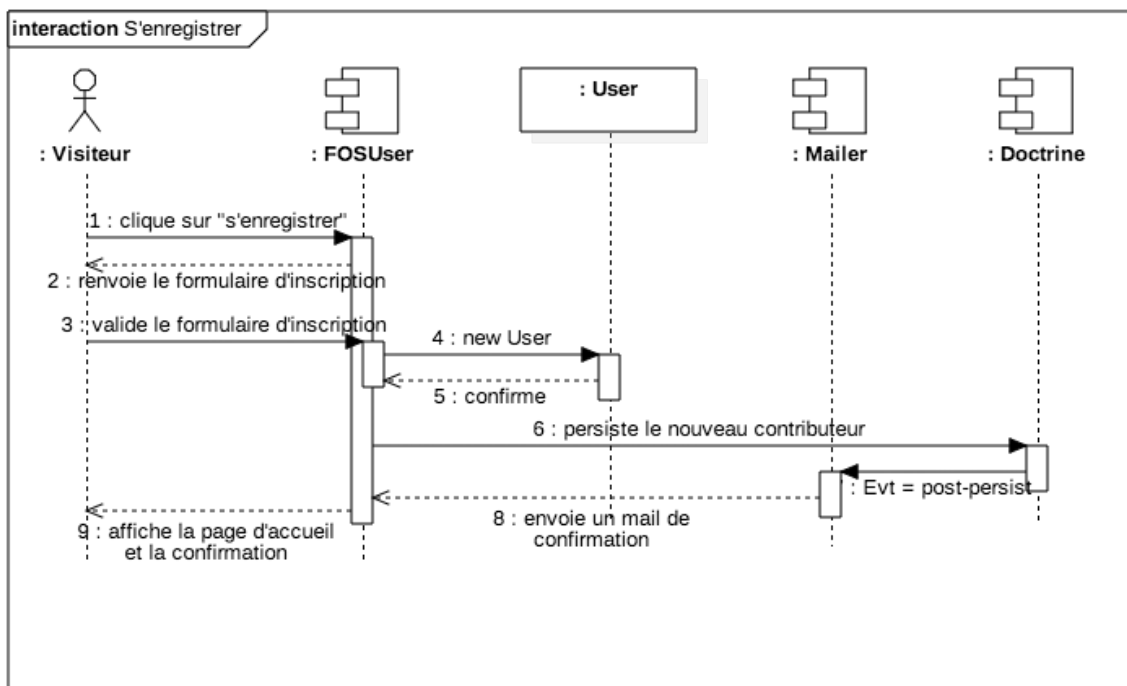 interaction S'enregistrer
: Visiteur
: FOSUser
: User
: Mailer
: Doctrine
1 : clique sur "s'enregistrer"
2 : renvoie le formulaire d'inscription
3 : valide le formulaire d'inscription
4 : new User
5 : confirme
6 : persiste le nouveau contributeur
: Evt = post-persist
8 : envoie un mail de
confirmation
9 : affiche la page d'accueil
et la confirmation